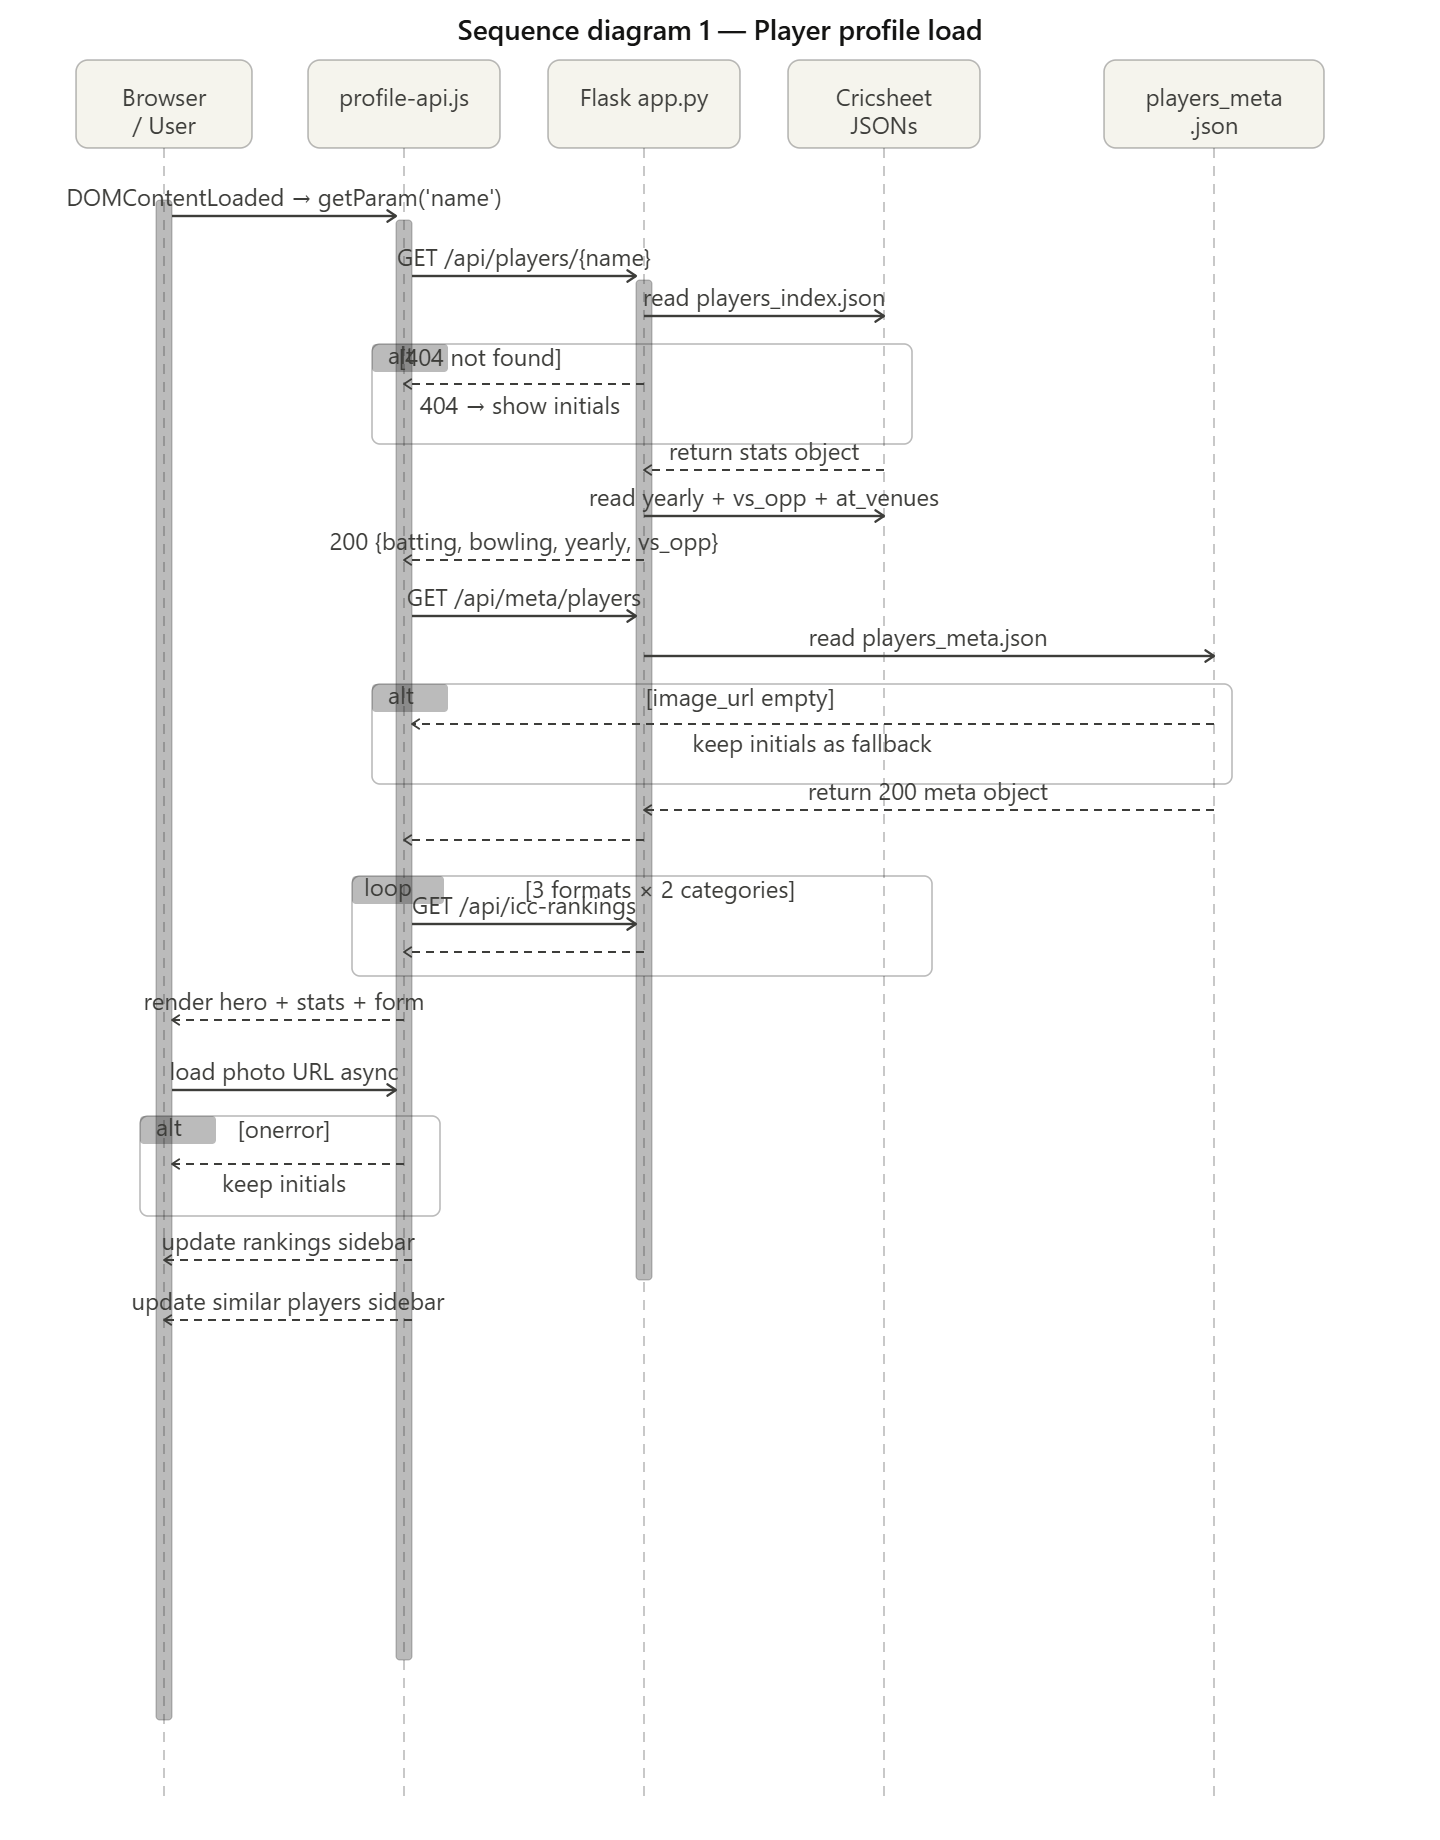 Sequence diagram 1 — Player profile load
Browser
/ User
profile-api.js
Flask app.py
Cricsheet
JSONs
players_meta
.json
DOMContentLoaded → getParam('name')
GET /api/players/{name}
read players_index.json
alt
[404 not found]
404 → show initials
return stats object
read yearly + vs_opp + at_venues
200 {batting, bowling, yearly, vs_opp}
GET /api/meta/players
read players_meta.json
alt
[image_url empty]
keep initials as fallback
return 200 meta object
loop
[3 formats × 2 categories]
GET /api/icc-rankings
render hero + stats + form
load photo URL async
alt
[onerror]
keep initials
update rankings sidebar
update similar players sidebar